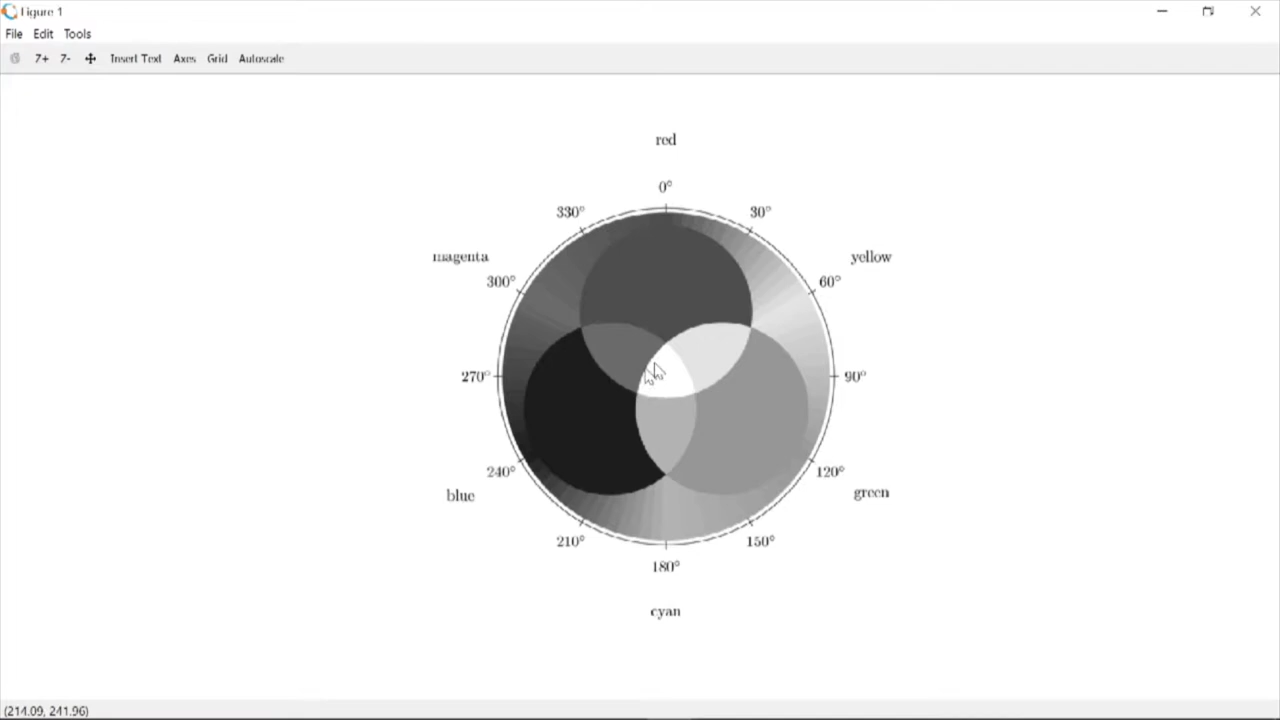 Figure 1
File Edit Tools
Z+ Z- Insert Text Axes Grid Autoscale
red
0°
330° 30°
magenta yellow
300° 60°
270° 90°
240° 120°
blue green
210° 150°
180°
cyan
(214.09, 241.96)